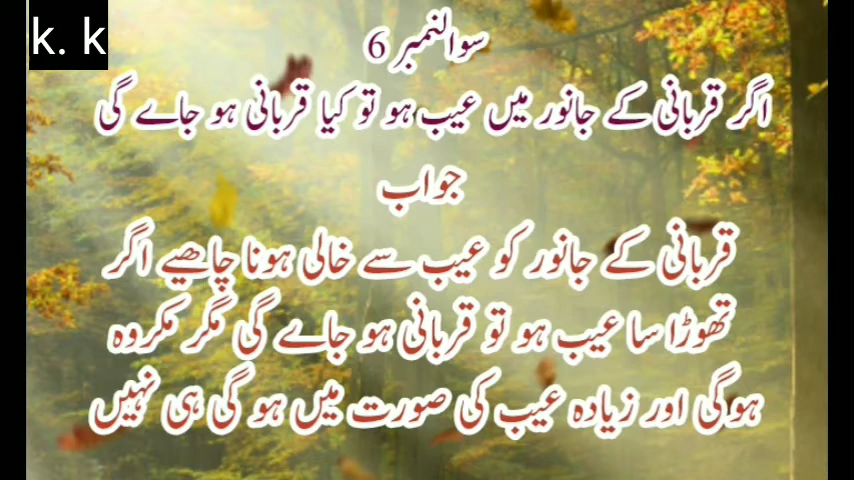 k. k
سوالنمبر 6
اگر قربانی کے جانور میں عیب ہو تو کیا قربانی ہو جاے گی
جواب
قربانی کے جانور کو عیب سے خالی ہونا چاھیے اگر
تھوڑا سا عیب ہو تو قربانی ہو جاے گی مگر مکروہ
ہوگی اور زیادہ عیب کی صورت میں ہو گی ہی نہیں